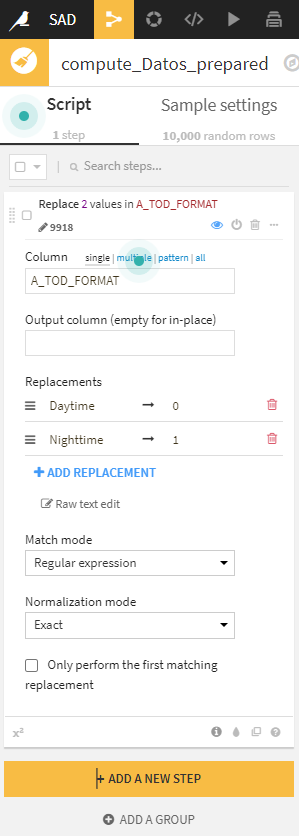 SAD
compute_Datos_prepared
Script
Sample settings
1 step
10,000 random rows
Search steps...
Replace 2 values in A_TOD_FORMAT
9918
Column single | multiple | pattern | all
A_TOD_FORMAT
Output column (empty for in-place)
Replacements
Daytime → 0
Nighttime → 1
+ ADD REPLACEMENT
Raw text edit
Match mode
Regular expression
Normalization mode
Exact
Only perform the first matching
replacement
x²
+ ADD A NEW STEP
ADD A GROUP